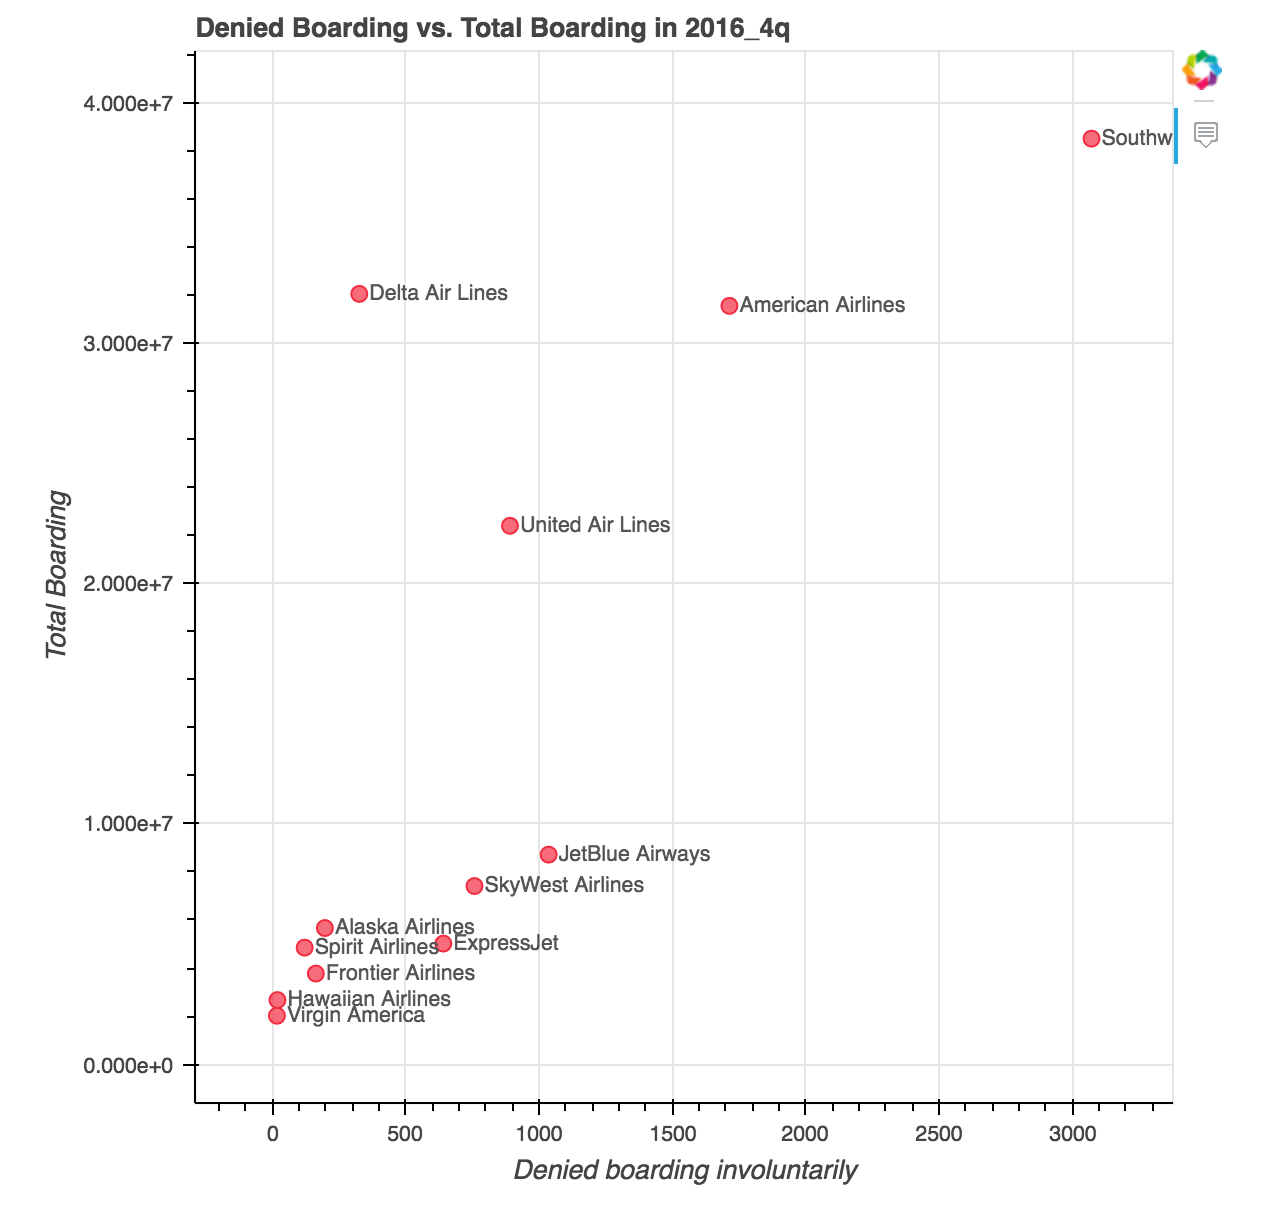 Denied Boarding vs. Total Boarding in 2016_4q
4.000e+7
Southw
Delta Air Lines
American Airlines
3.000e+7
United Air Lines
Total Boarding
2.000e+7
1.000e+7
JetBlue Airways
SkyWest Airlines
Alaska Airlines
Spirit Airlines
ExpressJet
Frontier Airlines
Hawaiian Airlines
Virgin America
0.000e+0
0 500 1000 1500 2000 2500 3000
Denied boarding involuntarily